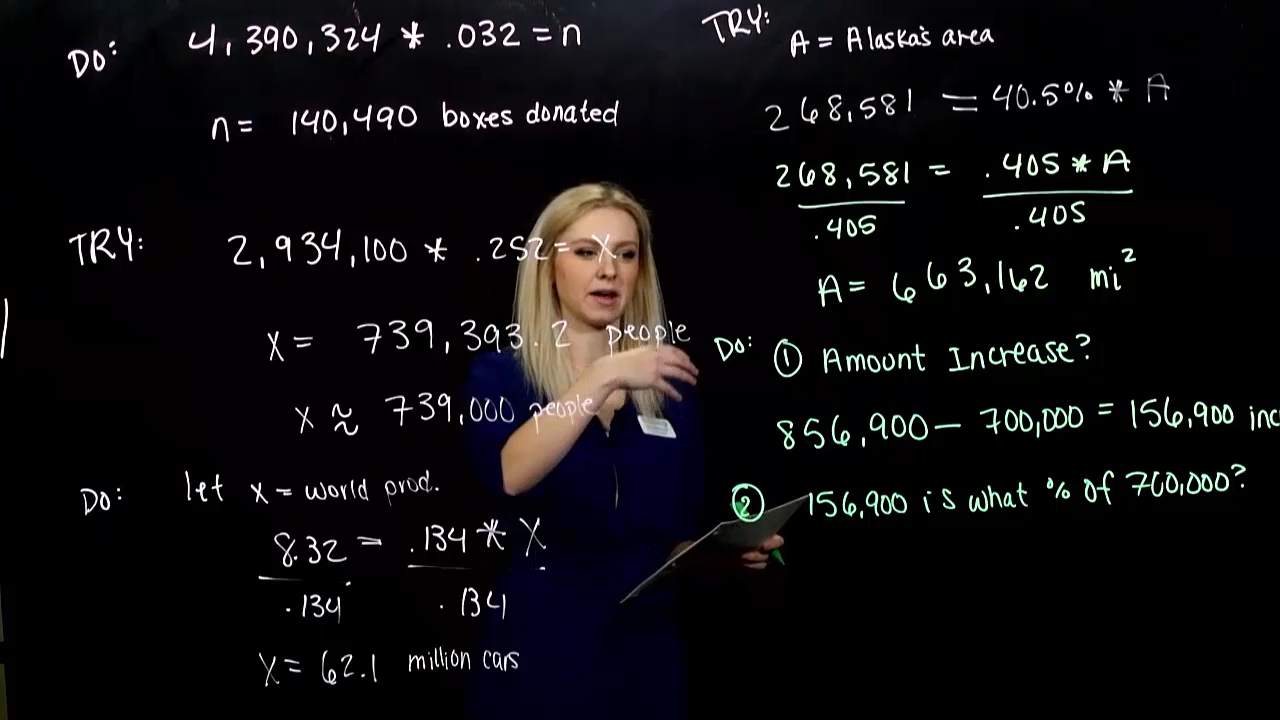 DO: 4,390,324 * .032 = n
n = 140,490 boxes donated
TRY: 2,934,100 * .252 = X
x = 739,393.2 people
x ≈ 739,000 people
DO: let x = world prod.
8.32 = .134 * X
.134 .134
X = 62.1 million cars
TRY: A = Alaska's area
268,581 = 40.5% * A
268,581 = .405 * A
.405 .405
A = 663,162 mi²
DO: ① Amount Increase?
856,900 – 700,000 = 156,900 inc
② 156,900 is what % of 700,000?